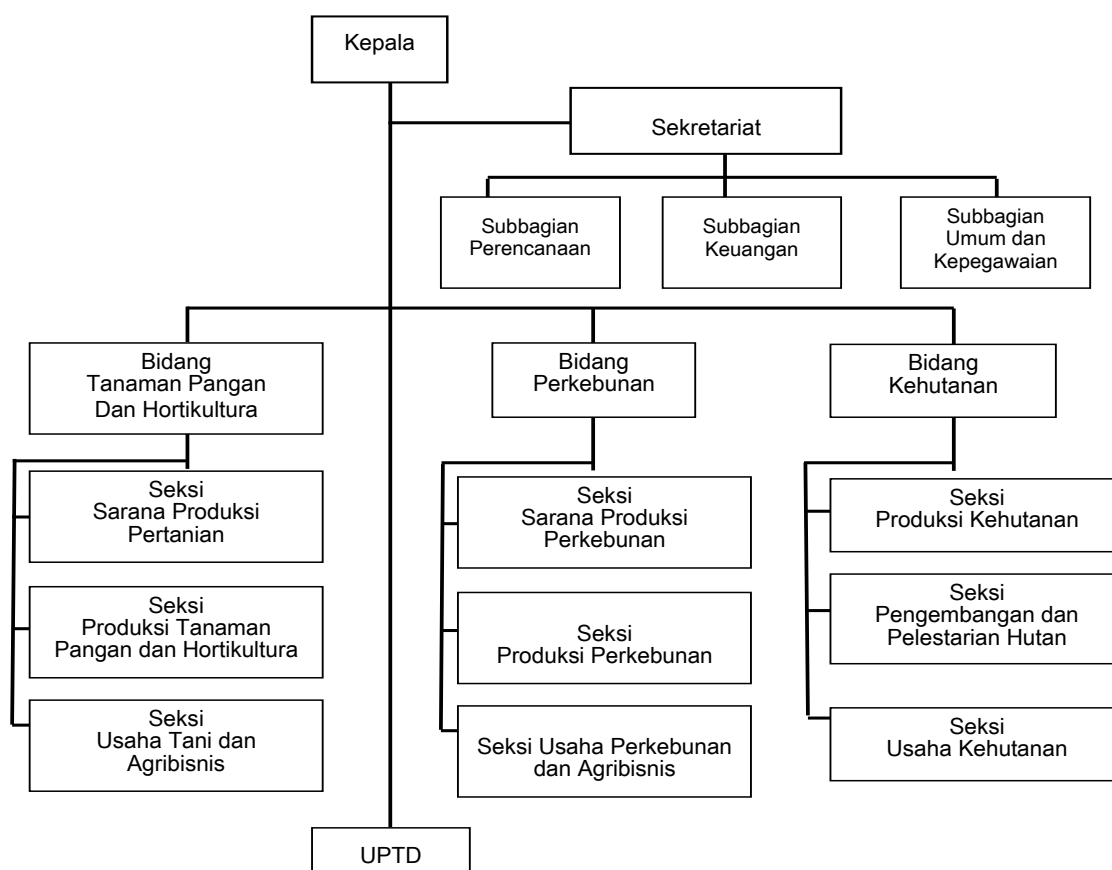 Kepala
Sekretariat
Subbagian
Perencanaan
Subbagian
Keuangan
Subbagian
Umum dan
Kepegawaian
Bidang
Tanaman Pangan
Dan Hortikultura
Bidang
Perkebunan
Bidang
Kehutanan
Seksi
Sarana Produksi
Pertanian
Seksi
Sarana Produksi
Perkebunan
Seksi
Produksi Kehutanan
Seksi
Produksi Tanaman
Pangan dan Hortikultura
Seksi
Produksi Perkebunan
Seksi
Pengembangan dan
Pelestarian Hutan
Seksi
Usaha Tani dan
Agribisnis
Seksi Usaha Perkebunan
dan Agribisnis
Seksi
Usaha Kehutanan
UPTD